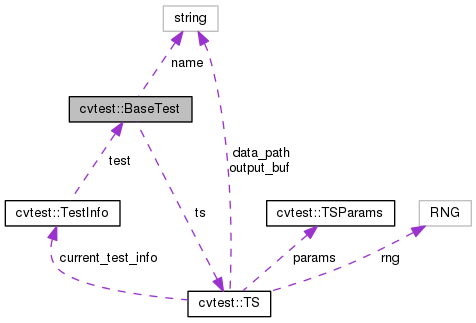 string
name
cvtest::BaseTest
data_path
output_buf
test
ts
cvtest::TestInfo
cvtest::TSParams
RNG
current_test_info
params
rng
cvtest::TS